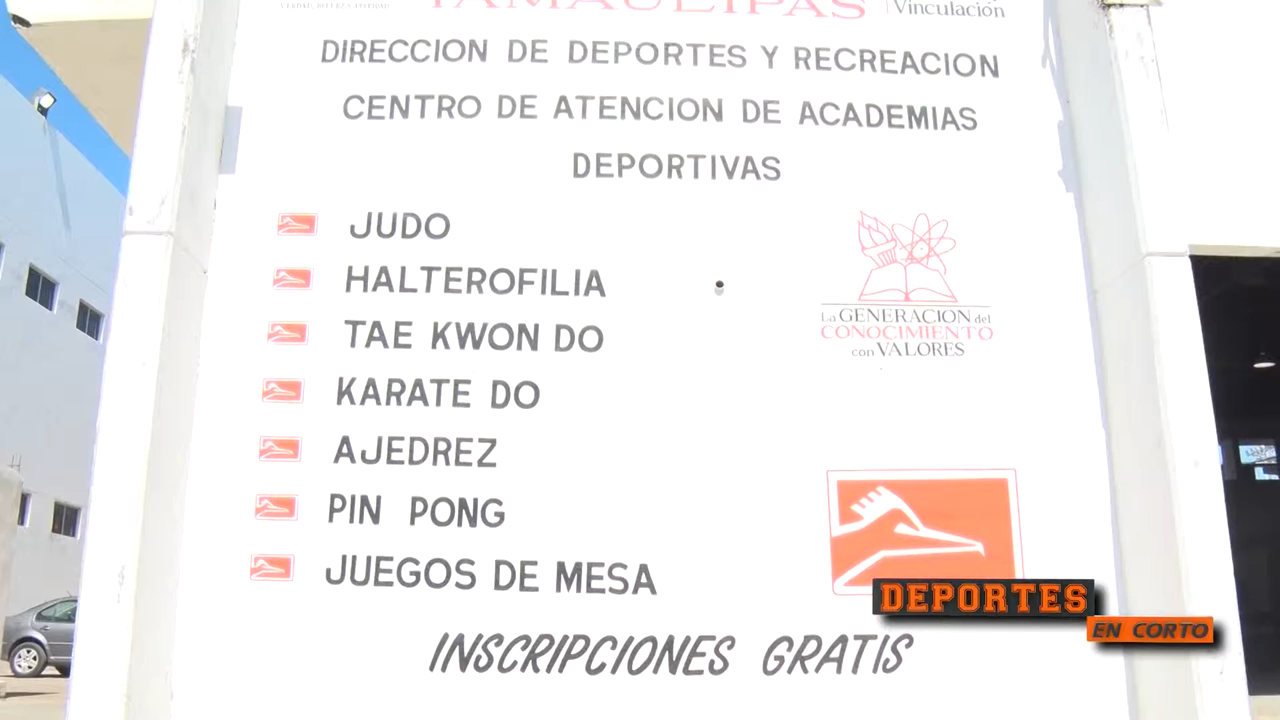 TAMAULIPAS
Vinculación
DIRECCION DE DEPORTES Y RECREACION
CENTRO DE ATENCION DE ACADEMIAS
DEPORTIVAS
JUDO
HALTEROFILIA
TAE KWON DO
KARATE DO
AJEDREZ
PIN PONG
JUEGOS DE MESA
La GENERACION del
CONOCIMIENTO
con VALORES
INSCRIPCIONES GRATIS
DEPORTES
EN CORTO